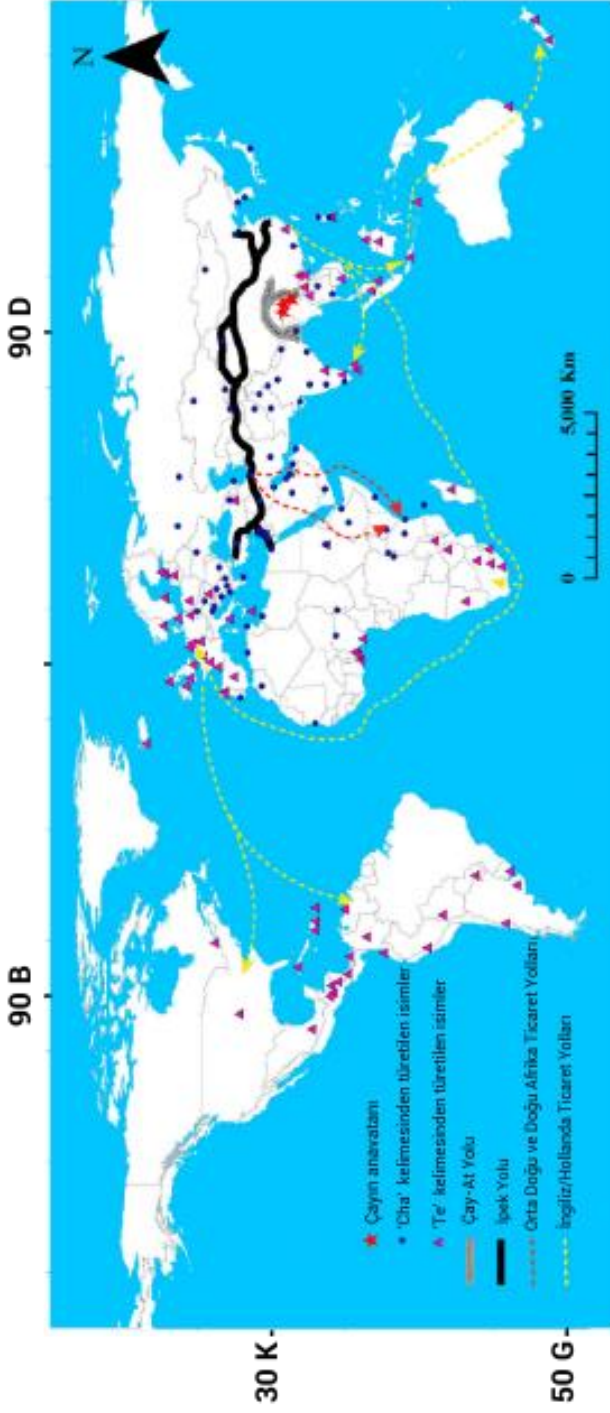 90 B
90 D
N
30 K
50 G
Çayın anavatanı
'Cha' kelimesinden türetilen isimler
'Te' kelimesinden türetilen isimler
Çay-At Yolu
İpek Yolu
Orta Doğu ve Doğu Afrika Ticaret Yolları
İngiliz/Hollanda Ticaret Yolları
0
5,000 Km